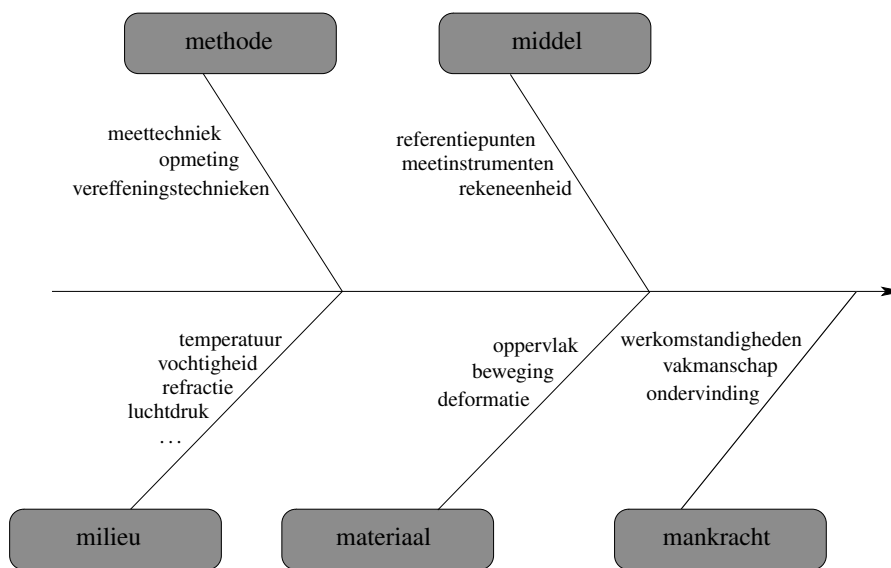 methode
middel
meettechniek
opmeting
vereffeningstechnieken
referentiepunten
meetinstrumenten
rekeneenheid
temperatuur
vochtigheid
refractie
luchtdruk
...
oppervlak
beweging
deformatie
werkomstandigheden
vakmanschap
ondervinding
milieu
materiaal
mankracht